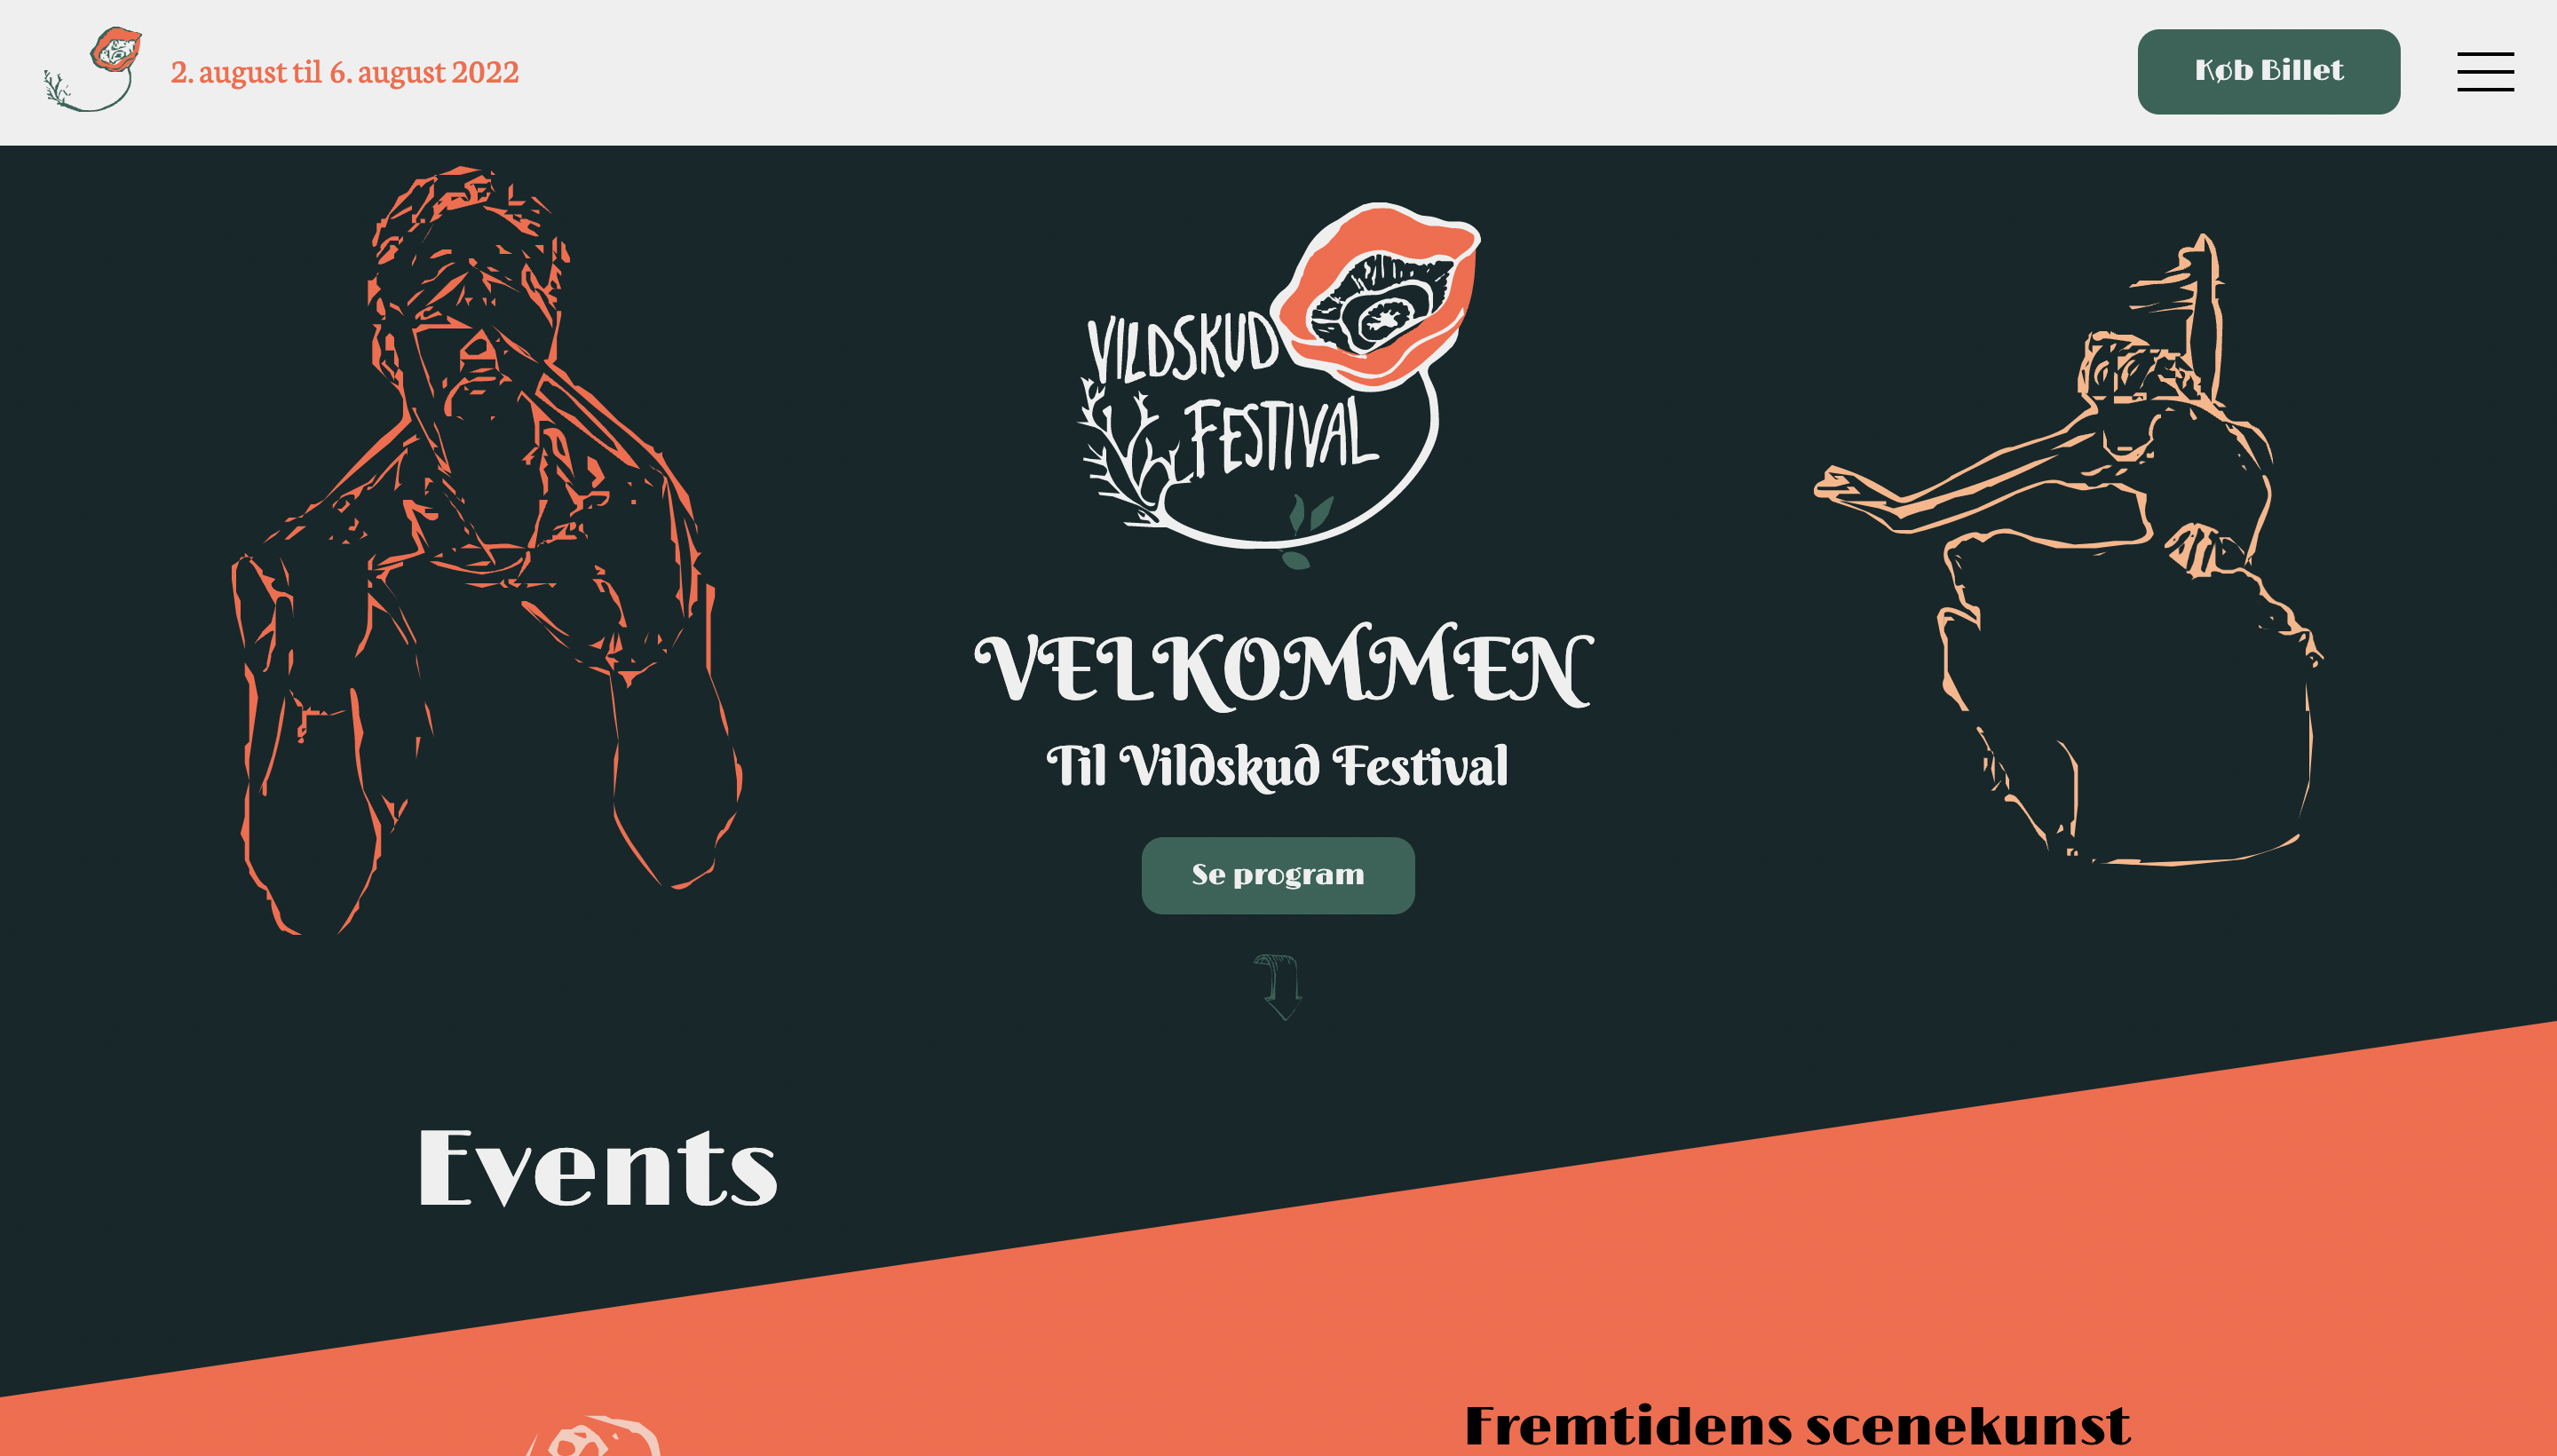 2. august til 6. august 2022
Køb Billet
VILDSKUD
FESTIVAL
VELKOMMEN
Til Vildskud Festival
Se program
Events
Fremtidens scenekunst